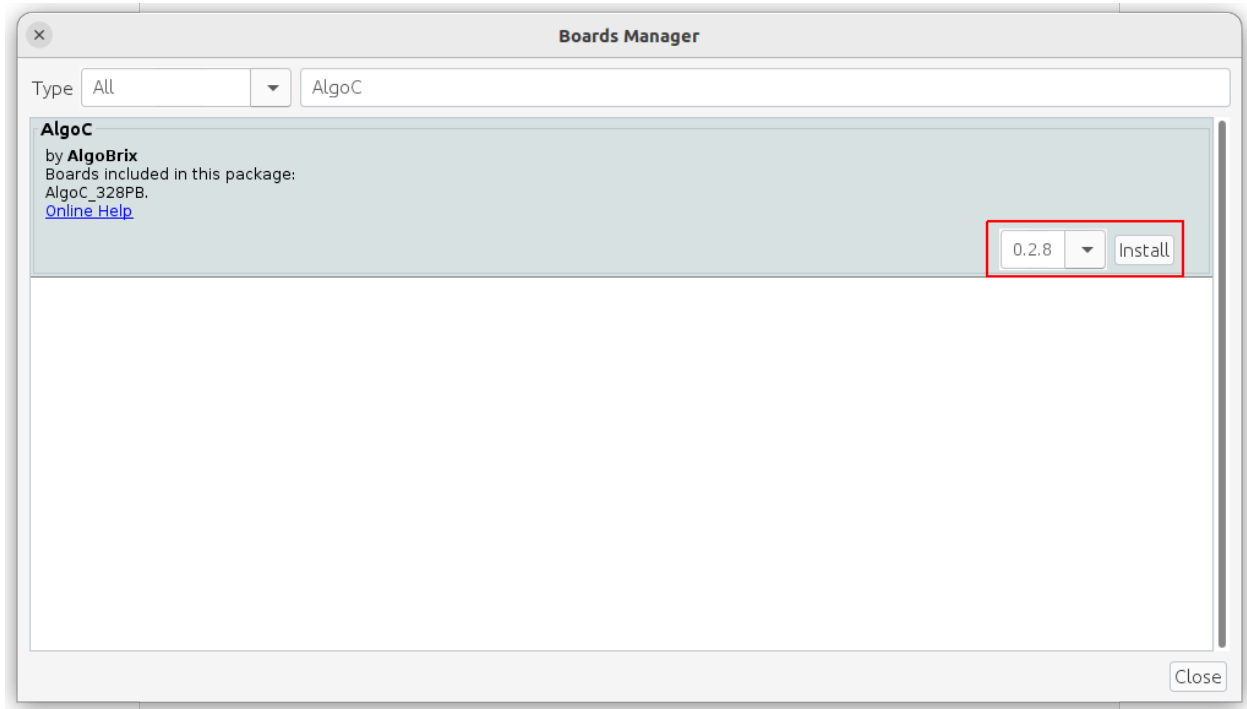 Boards Manager
Type All AlgoC
AlgoC
by AlgoBrix
Boards included in this package:
AlgoC_328PB.
Online Help
0.2.8 Install
Close